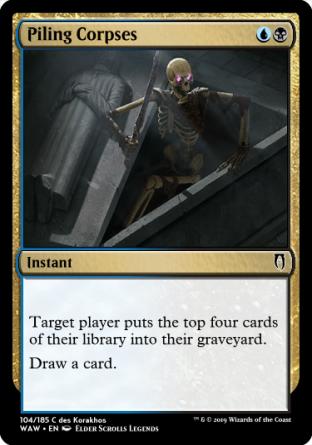 Piling Corpses
Instant
Target player puts the top four cards
of their library into their graveyard.
Draw a card.
104/185 C des Korakhos
WAW • EN Elder Scrolls Legends
™ & © 2019 Wizards of the Coast